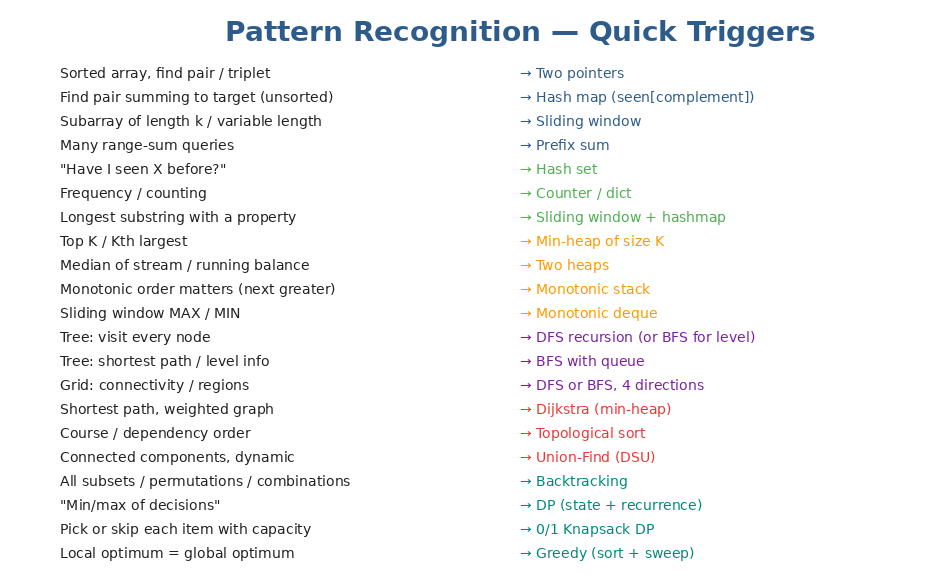 Pattern Recognition — Quick Triggers
Sorted array, find pair / triplet → Two pointers
Find pair summing to target (unsorted) → Hash map (seen[complement])
Subarray of length k / variable length → Sliding window
Many range-sum queries → Prefix sum
"Have I seen X before?" → Hash set
Frequency / counting → Counter / dict
Longest substring with a property → Sliding window + hashmap
Top K / Kth largest → Min-heap of size K
Median of stream / running balance → Two heaps
Monotonic order matters (next greater) → Monotonic stack
Sliding window MAX / MIN → Monotonic deque
Tree: visit every node → DFS recursion (or BFS for level)
Tree: shortest path / level info → BFS with queue
Grid: connectivity / regions → DFS or BFS, 4 directions
Shortest path, weighted graph → Dijkstra (min-heap)
Course / dependency order → Topological sort
Connected components, dynamic → Union-Find (DSU)
All subsets / permutations / combinations → Backtracking
"Min/max of decisions" → DP (state + recurrence)
Pick or skip each item with capacity → 0/1 Knapsack DP
Local optimum = global optimum → Greedy (sort + sweep)